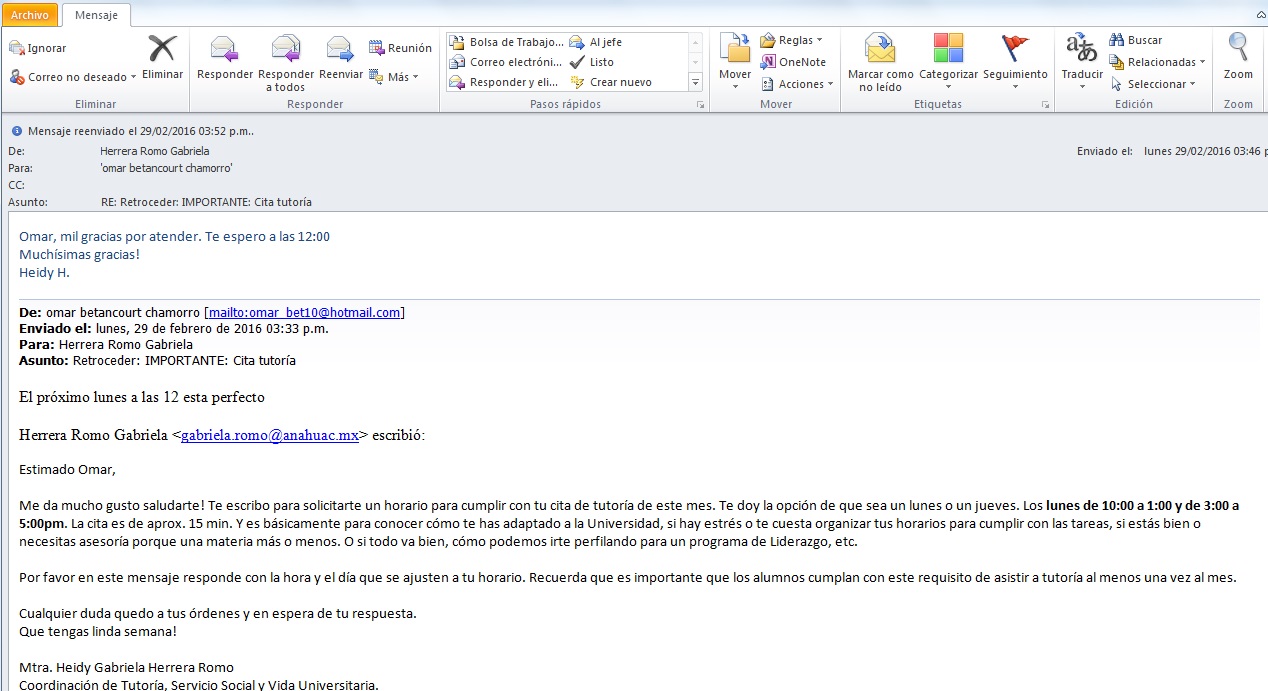 Archivo Mensaje
Ignorar
Correo no deseado
Eliminar
Eliminar
Responder
Responder a todos
Reenviar
Reunión
Más
Responder
Bolsa de Trabajo... Al jefe
Correo electróni... Listo
Responder y eli... Crear nuevo
Pasos rápidos
Mover
Reglas
OneNote
Acciones
Mover
Marcar como no leído
Categorizar
Seguimiento
Etiquetas
Traducir
Buscar
Relacionadas
Seleccionar
Edición
Zoom
Zoom
Mensaje reenviado el 29/02/2016 03:52 p.m..
De: Herrera Romo Gabriela Enviado el: lunes 29/02/2016 03:46 p
Para: 'omar betancourt chamorro'
CC:
Asunto: RE: Retroceder: IMPORTANTE: Cita tutoría
Omar, mil gracias por atender. Te espero a las 12:00
Muchísimas gracias!
Heidy H.
De: omar betancourt chamorro [mailto:omar_bet10@hotmail.com]
Enviado el: lunes, 29 de febrero de 2016 03:33 p.m.
Para: Herrera Romo Gabriela
Asunto: Retroceder: IMPORTANTE: Cita tutoría
El próximo lunes a las 12 esta perfecto
Herrera Romo Gabriela <gabriela.romo@anahuac.mx> escribió:
Estimado Omar,
Me da mucho gusto saludarte! Te escribo para solicitarte un horario para cumplir con tu cita de tutoría de este mes. Te doy la opción de que sea un lunes o un jueves. Los lunes de 10:00 a 1:00 y de 3:00 a
5:00pm. La cita es de aprox. 15 min. Y es básicamente para conocer cómo te has adaptado a la Universidad, si hay estrés o te cuesta organizar tus horarios para cumplir con las tareas, si estás bien o
necesitas asesoría porque una materia más o menos. O si todo va bien, cómo podemos irte perfilando para un programa de Liderazgo, etc.
Por favor en este mensaje responde con la hora y el día que se ajusten a tu horario. Recuerda que es importante que los alumnos cumplan con este requisito de asistir a tutoría al menos una vez al mes.
Cualquier duda quedo a tus órdenes y en espera de tu respuesta.
Que tengas linda semana!
Mtra. Heidy Gabriela Herrera Romo
Coordinación de Tutoría, Servicio Social y Vida Universitaria.